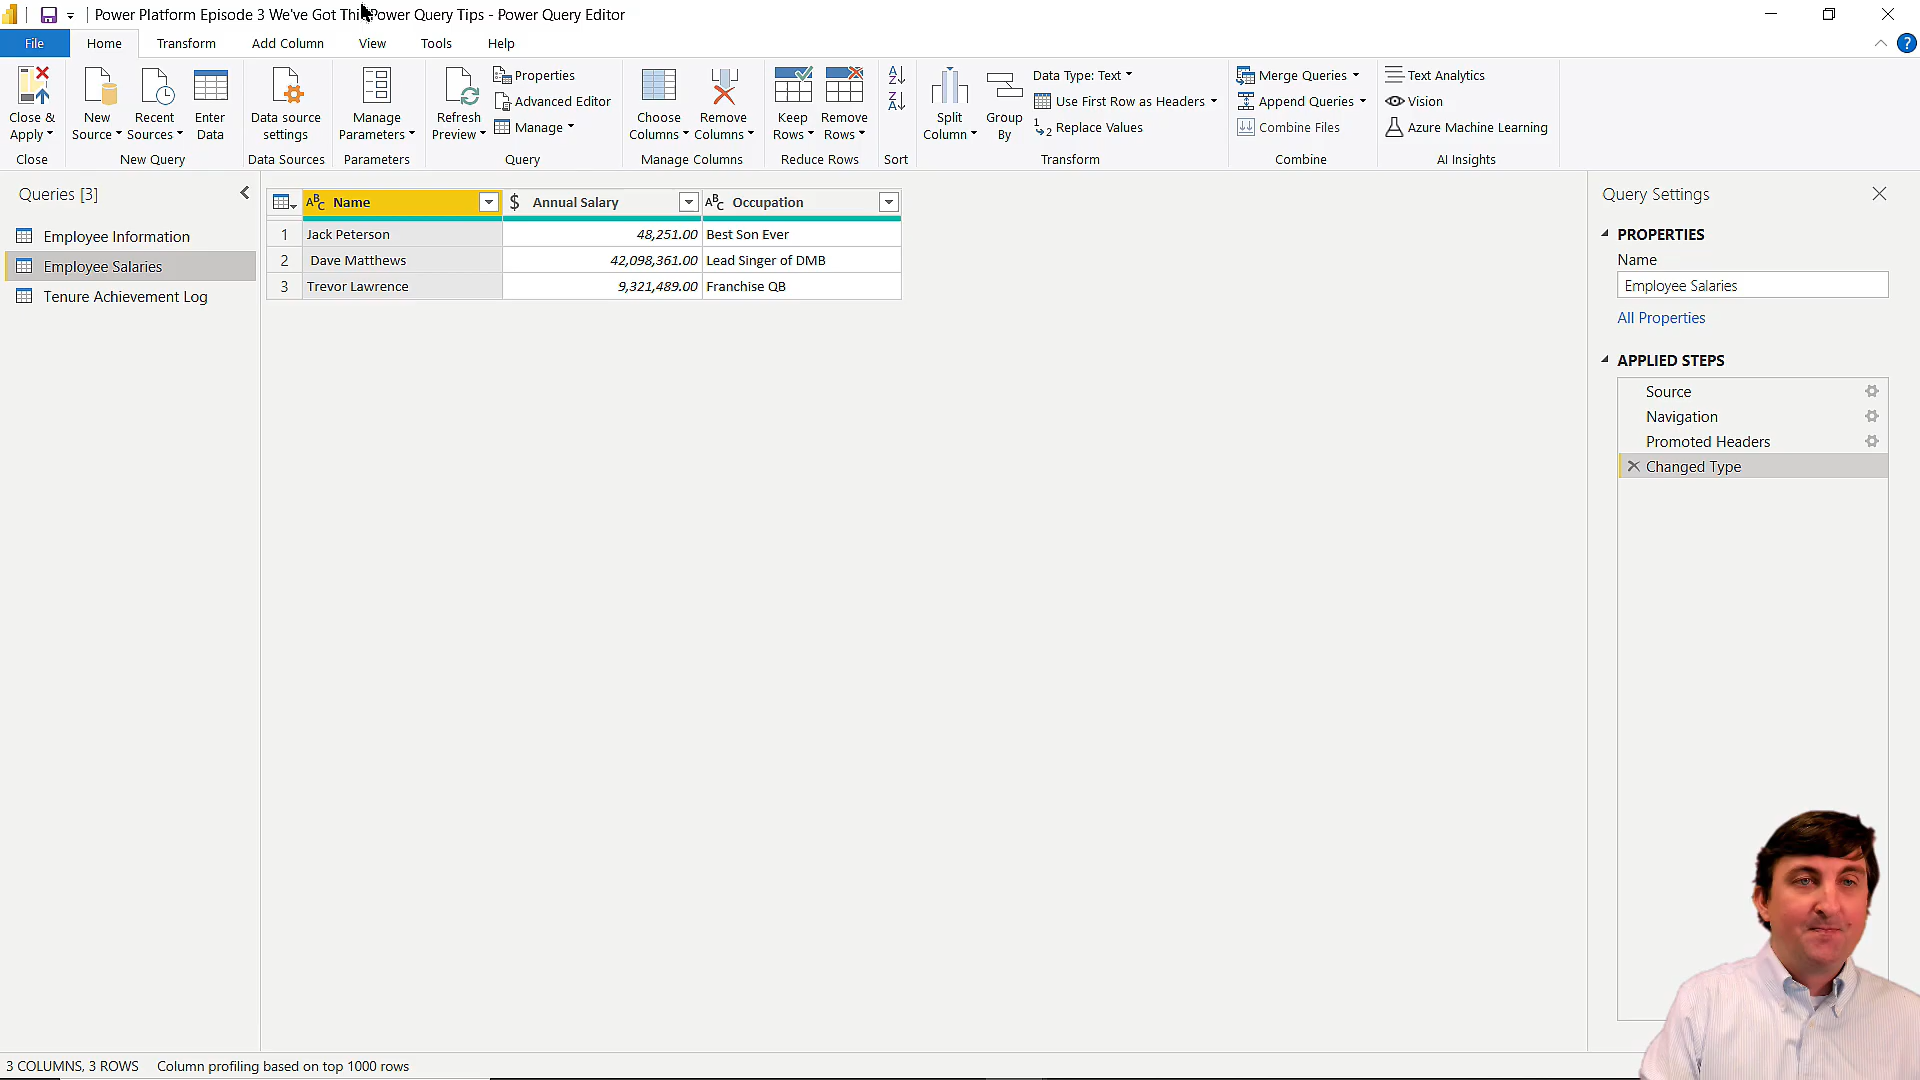 Power Platform Episode 3 We've Got Thi Power Query Tips - Power Query Editor
File Home Transform Add Column View Tools Help
Close & Apply
New Source
Recent Sources
Enter Data
Data source settings
Manage Parameters
Refresh Preview
Properties
Advanced Editor
Manage
Choose Columns
Remove Columns
Keep Rows
Remove Rows
A Z
Z A
Split Column
Group By
Data Type: Text
Use First Row as Headers
1 2 Replace Values
Merge Queries
Append Queries
Combine Files
Text Analytics
Vision
Azure Machine Learning
?
Close New Query Data Sources Parameters Query Manage Columns Reduce Rows Sort Transform Combine AI Insights
Queries [3]
Employee Information
Employee Salaries
Tenure Achievement Log
ABC Name $ Annual Salary ABC Occupation
1 Jack Peterson 48,251.00 Best Son Ever
2 Dave Matthews 42,098,361.00 Lead Singer of DMB
3 Trevor Lawrence 9,321,489.00 Franchise QB
Query Settings
PROPERTIES
Name
Employee Salaries
All Properties
APPLIED STEPS
Source
Navigation
Promoted Headers
Changed Type
3 COLUMNS, 3 ROWS Column profiling based on top 1000 rows